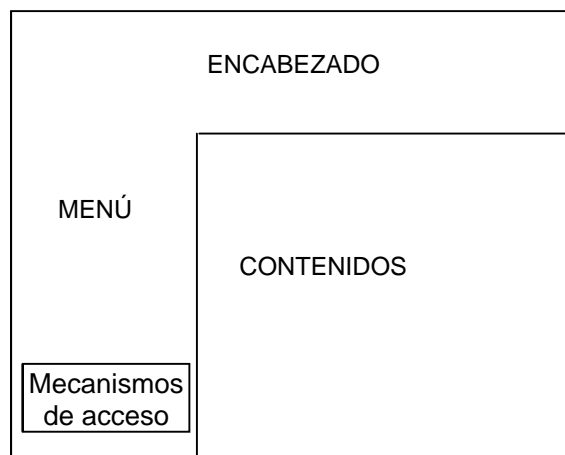 ENCABEZADO
MENÚ
CONTENIDOS
Mecanismos
de acceso